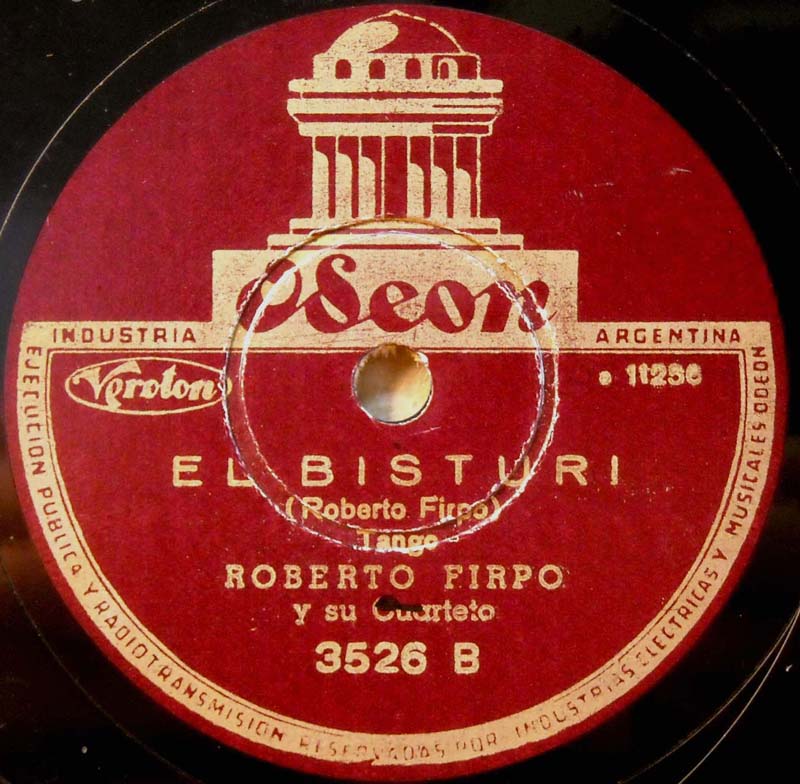 Odeon
INDUSTRIA ARGENTINA
Veroton
11286
EL BISTURI
(Roberto Firpo)
Tango
ROBERTO FIRPO
y su Cuarteto
3526 B
EJECUCION PUBLICA Y RADIOTRANSMISION RESERVADAS POR INDUSTRIAS ELECTRICAS Y MUSICALES ODEON